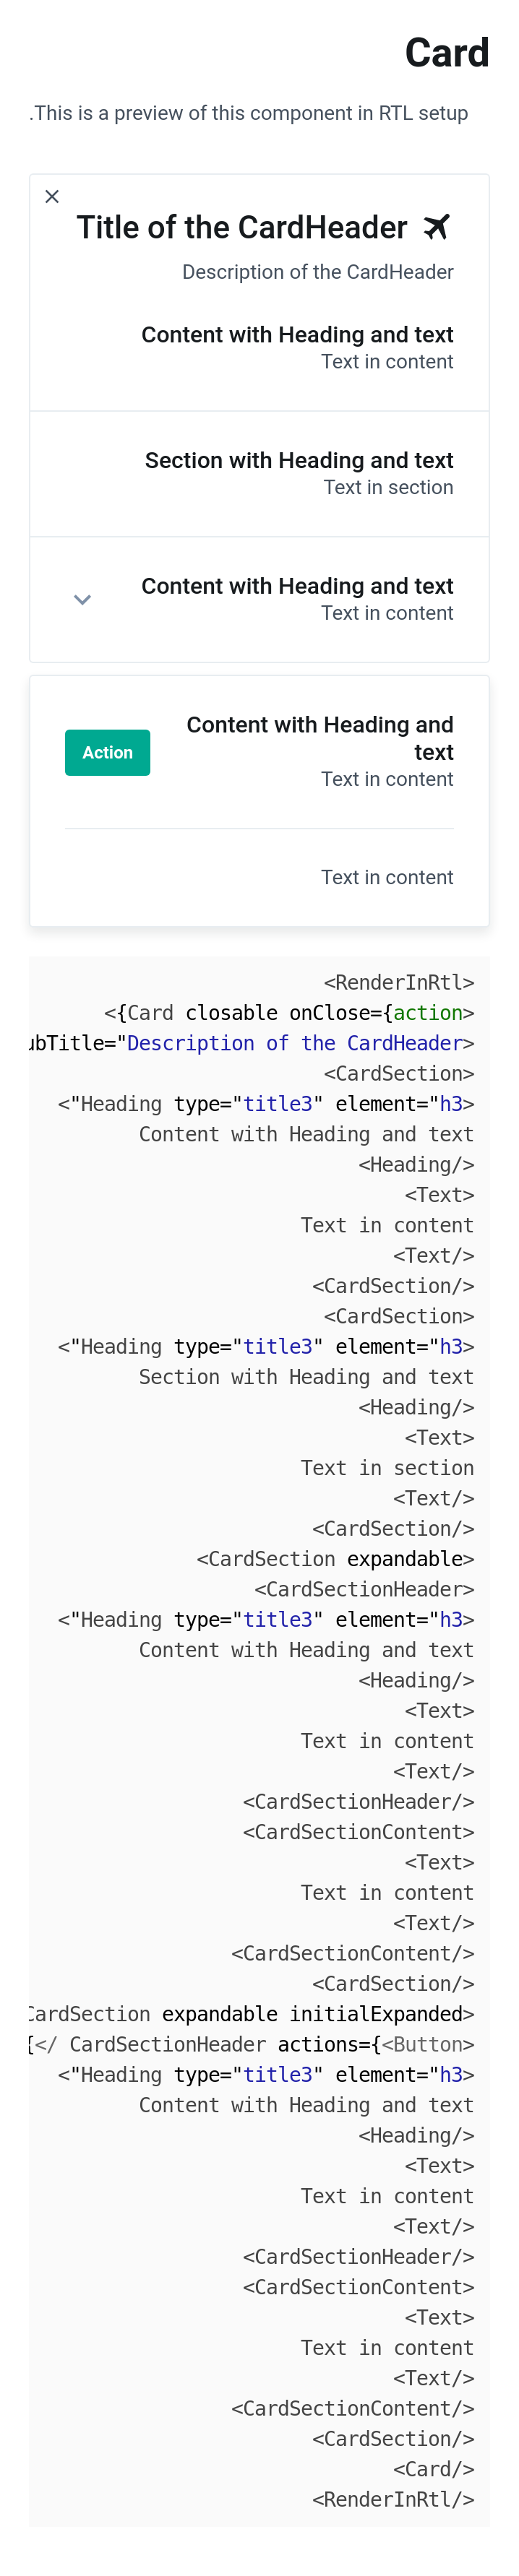 Card
.This is a preview of this component in RTL setup
Title of the CardHeader
Description of the CardHeader
Content with Heading and text
Text in content
Section with Heading and text
Text in section
Content with Heading and text
Text in content
Content with Heading and
text
Action
Text in content
Text in content
<RenderInRtl>
<{Card closable onClose={action>
="Description of the CardHeader>
<CardSection>
<"Heading type="title3" element="h3>
Content with Heading and text
<Heading/>
<Text>
Text in content
<Text/>
<CardSection/>
<CardSection>
<"Heading type="title3" element="h3>
Section with Heading and text
<Heading/>
<Text>
Text in section
<Text/>
<CardSection/>
<CardSection expandable>
<CardSectionHeader>
<"Heading type="title3" element="h3>
Content with Heading and text
<Heading/>
<Text>
Text in content
<Text/>
<CardSectionHeader/>
<CardSectionContent>
<Text>
Text in content
<Text/>
<CardSectionContent/>
<CardSection/>
CardSection expandable initialExpanded>
{</ CardSectionHeader actions={<Button>
<"Heading type="title3" element="h3>
Content with Heading and text
<Heading/>
<Text>
Text in content
<Text/>
<CardSectionHeader/>
<CardSectionContent>
<Text>
Text in content
<Text/>
<CardSectionContent/>
<CardSection/>
<Card/>
<RenderInRtl/>